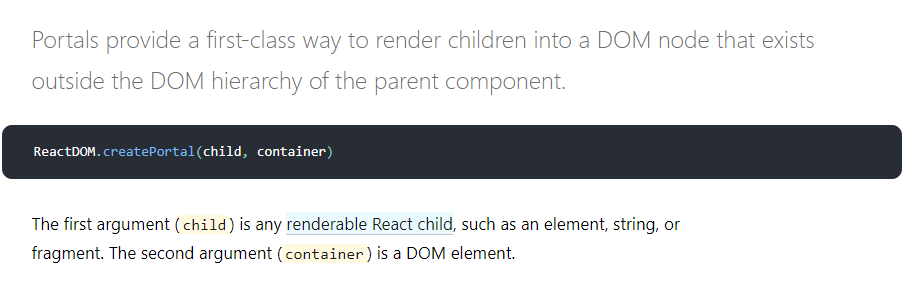 Portals provide a first-class way to render children into a DOM node that exists
outside the DOM hierarchy of the parent component.
ReactDOM.createPortal(child, container)
The first argument (child) is any renderable React child, such as an element, string, or
fragment. The second argument (container) is a DOM element.